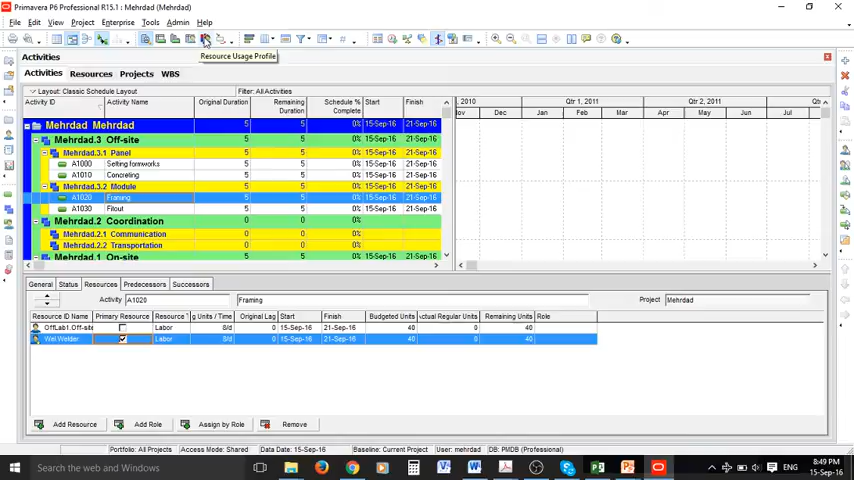 Primavera P6 Professional R15.1 : Mehrdad (Mehrdad)
File Edit View Project Enterprise Tools Admin Help
Resource Usage Profile
Activities
Activities Resources Projects WBS
Layout: Classic Schedule Layout Filter: All Activities
Activity ID Activity Name Original Duration Remaining Duration Schedule % Complete Start Finish , 2010 Qtr 1, 2011 Qtr 2, 2011
Nov Dec Jan Feb Mar Apr May Jun J
Mehrdad Mehrdad 5 5 0% 15-Sep-16 21-Sep-16
Mehrdad.3 Off-site 5 5 0% 15-Sep-16 21-Sep-16
Mehrdad.3.1 Panel 5 5 0% 15-Sep-16 21-Sep-16
A1000 Setting formworks 5 5 0% 15-Sep-16 21-Sep-16
A1010 Concreting 5 5 0% 15-Sep-16 21-Sep-16
Mehrdad.3.2 Module 5 5 0% 15-Sep-16 21-Sep-16
A1020 Framing 5 5 0% 15-Sep-16 21-Sep-16
A1030 Fitout 5 5 0% 15-Sep-16 21-Sep-16
Mehrdad.2 Coordination 0 0 0%
Mehrdad.2.1 Communication 0 0 0%
Mehrdad.2.2 Transportation 0 0 0%
Mehrdad.1 On-site 5 5 0% 15-Sep-16 21-Sep-16
General Status Resources Predecessors Successors
Activity A1020 Framing Project Mehrdad
Resource ID Name Primary Resource Resource T g Units / Time Original Lag Start Finish Budgeted Units Actual Regular Units Remaining Units Role
OffLab1.Off-site Labor 8/d 0 15-Sep-16 21-Sep-16 40 0 40
Wel.Welder Labor 8/d 0 15-Sep-16 21-Sep-16 40 0 40
Add Resource Add Role Assign by Role Remove
Portfolio: All Projects Access Mode: Shared Data Date: 15-Sep-16 Baseline: Current Project User: mehrdad DB: PMDB (Professional)
Search the web and Windows ENG 8:49 PM
15-Sep-16